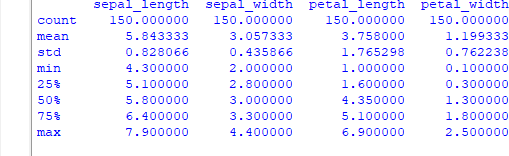 sepal_length sepal_width petal_length petal_width
count 150.000000 150.000000 150.000000 150.000000
mean 5.843333 3.057333 3.758000 1.199333
std 0.828066 0.435866 1.765298 0.762238
min 4.300000 2.000000 1.000000 0.100000
25% 5.100000 2.800000 1.600000 0.300000
50% 5.800000 3.000000 4.350000 1.300000
75% 6.400000 3.300000 5.100000 1.800000
max 7.900000 4.400000 6.900000 2.500000